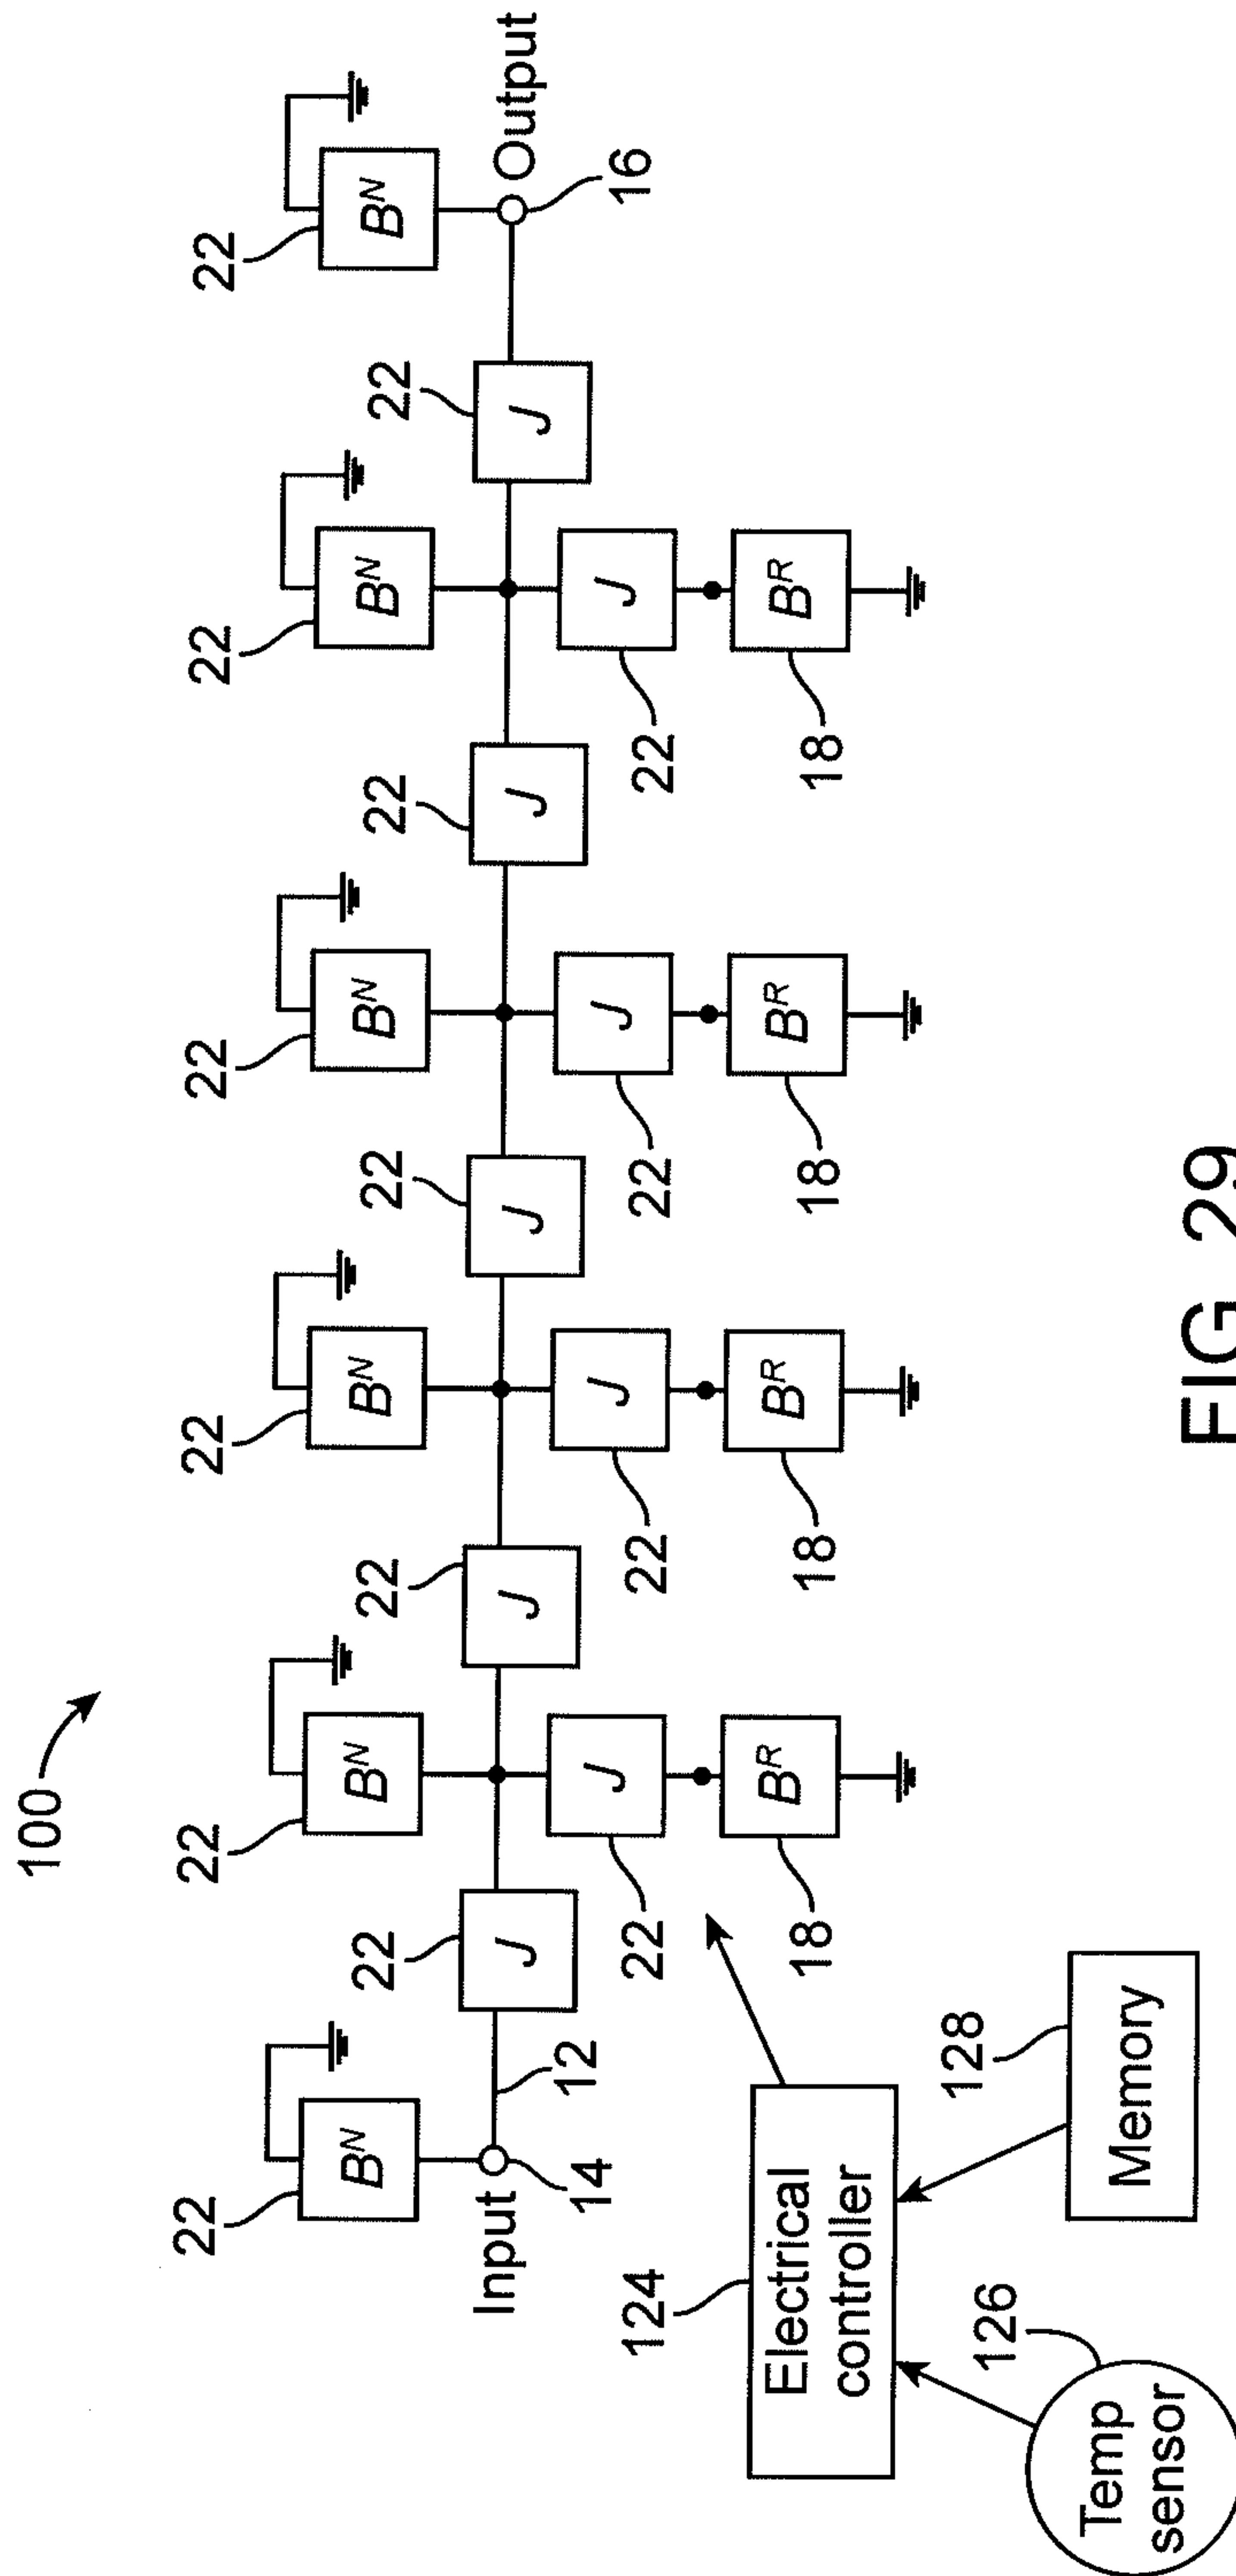 100
22 22 22 22 22 22
B^N B^N B^N B^N B^N B^N
22 22 22 22 22
Input J J J J J Output
14 12 16
J J J J
22 22 22 22
B^R B^R B^R B^R
18 18 18 18
124
Electrical
controller
126
Temp
sensor
128
Memory
FIG. 29